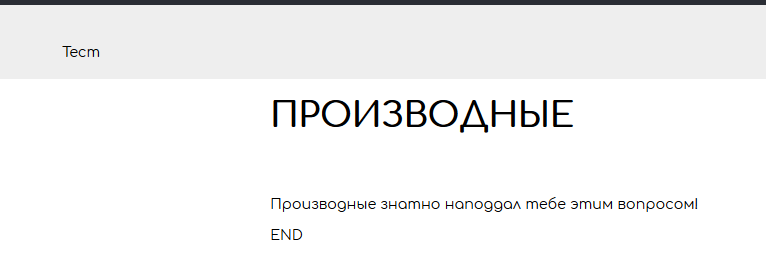 Тест
ПРОИЗВОДНЫЕ
Производные знатно наподдал тебе этим вопросом!
END